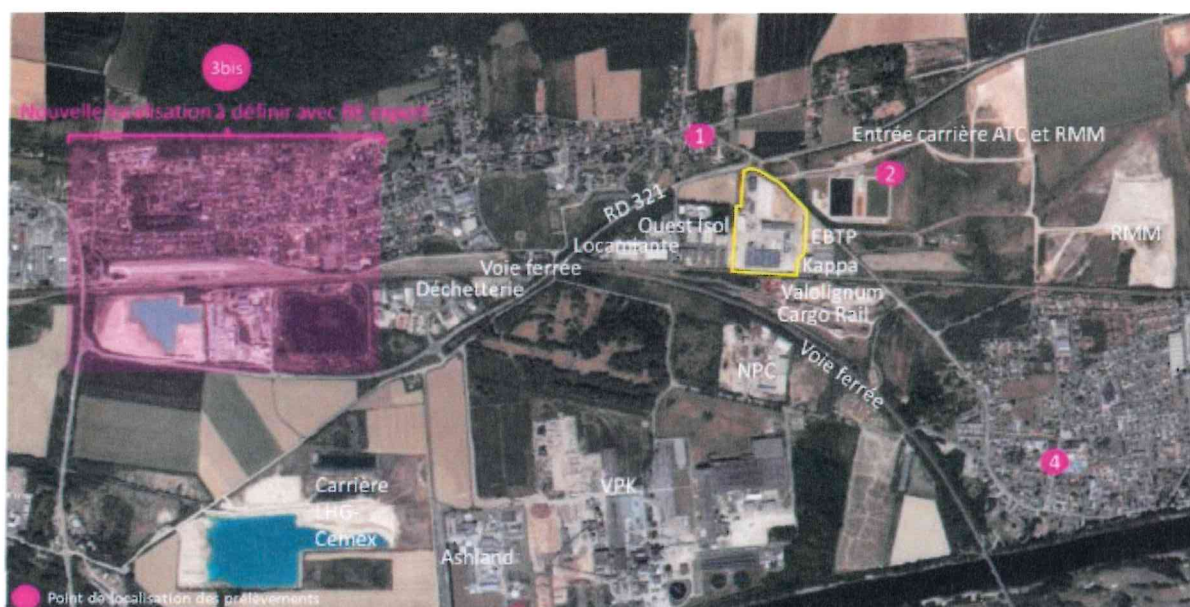 3bis
Nouvelle localisation à définir avec
1
Entrée carrière ATC et RMM
2
RD 321
Ouest Isol
EBTP
RMM
Locamiante
Voie ferrée
Kappa
Déchetterie
Valolignum
Cargo Rail
NPC
Voie ferrée
4
Carrière
LHG-
Cemex
VPK
Ashland
Point de localisation des prélèvements